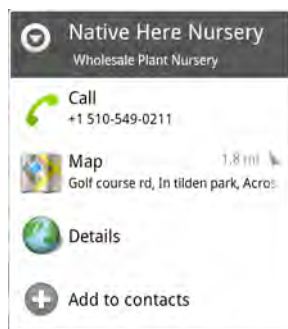 Native Here Nursery
Wholesale Plant Nursery
Call
+1 510-549-0211
Map 1.8 mi
Golf course rd, In tilden park, Acros
Details
Add to contacts